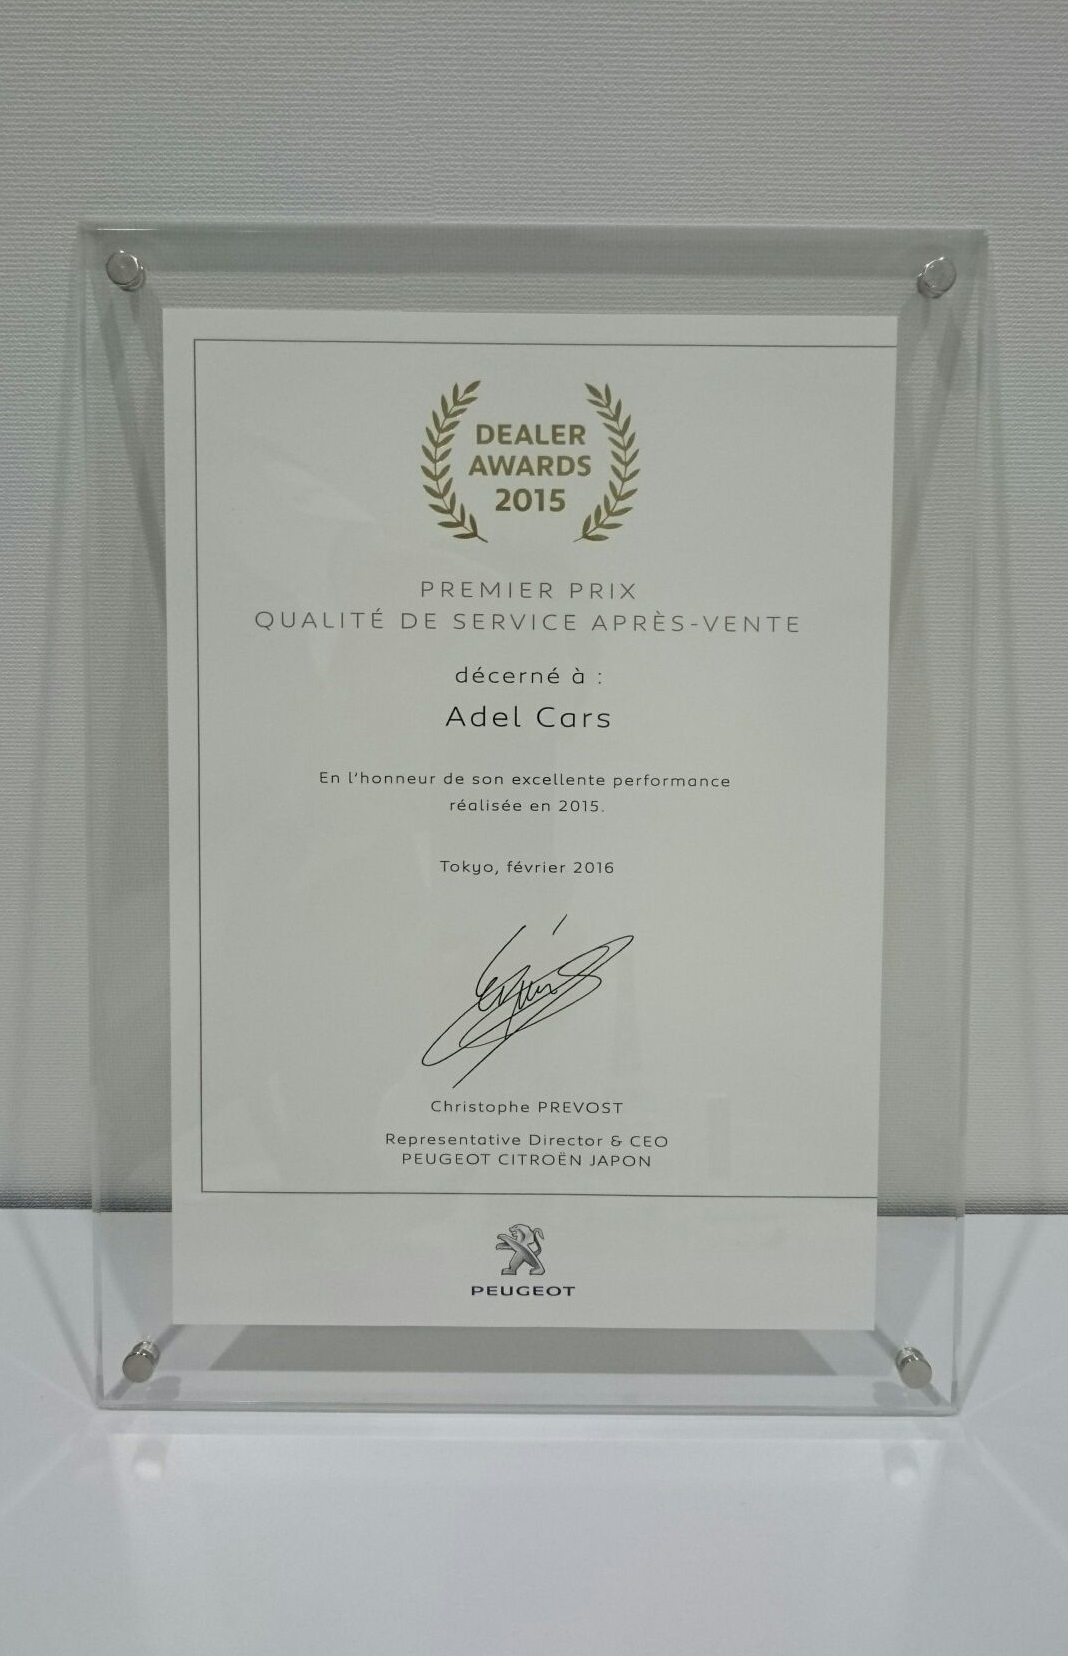 DEALER
AWARDS
2015
PREMIER PRIX
QUALITÉ DE SERVICE APRÈS-VENTE
décerné à :
Adel Cars
En l'honneur de son excellente performance
réalisée en 2015.
Tokyo, février 2016
Christophe PREVOST
Representative Director & CEO
PEUGEOT CITROËN JAPON
PEUGEOT